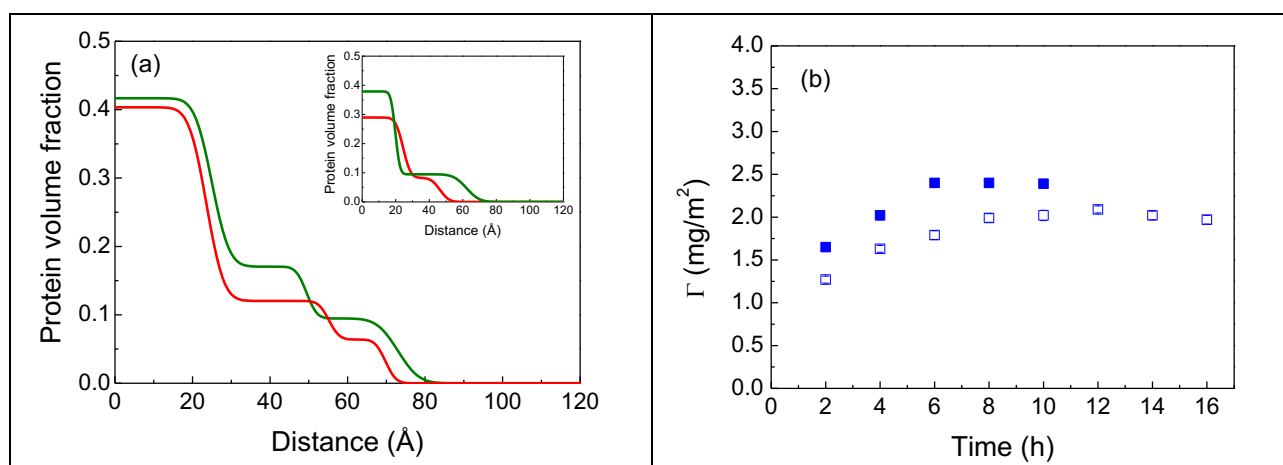 (a)
0.5
0.4
0.3
0.2
0.1
0.0
0 20 40 60 80 100 120
Protein volume fraction
Distance (Å)
0.5
0.4
0.3
0.2
0.1
0.0
0 20 40 60 80 100 120
Protein volume fraction
Distance (Å)
(b)
4.0
3.5
3.0
2.5
2.0
1.5
1.0
0.5
0.0
0 2 4 6 8 10 12 14 16
Γ (mg/m²)
Time (h)